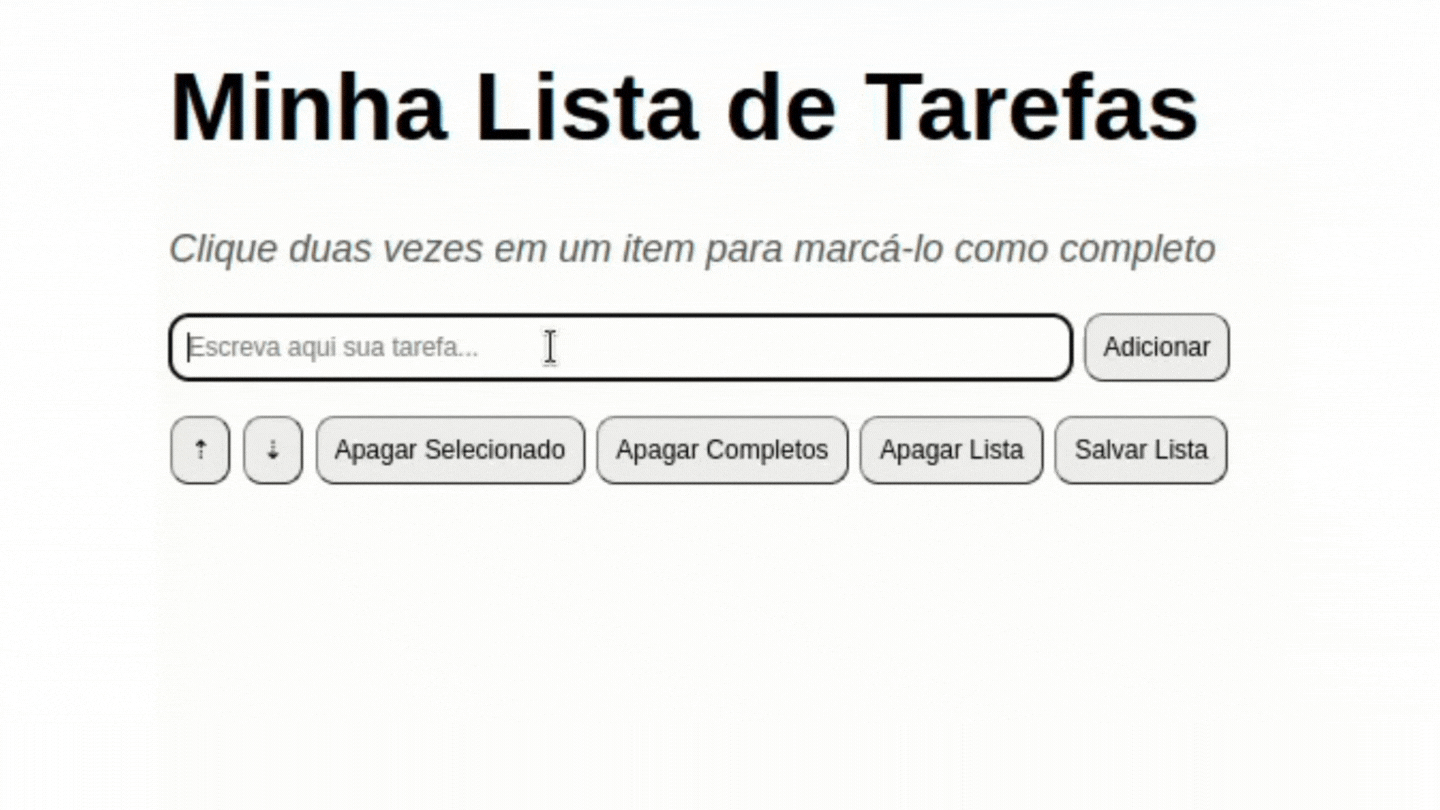 Minha Lista de Tarefas
Clique duas vezes em um item para marcá-lo como completo
Escreva aqui sua tarefa... Adicionar
⇡ ⇣ Apagar Selecionado Apagar Completos Apagar Lista Salvar Lista